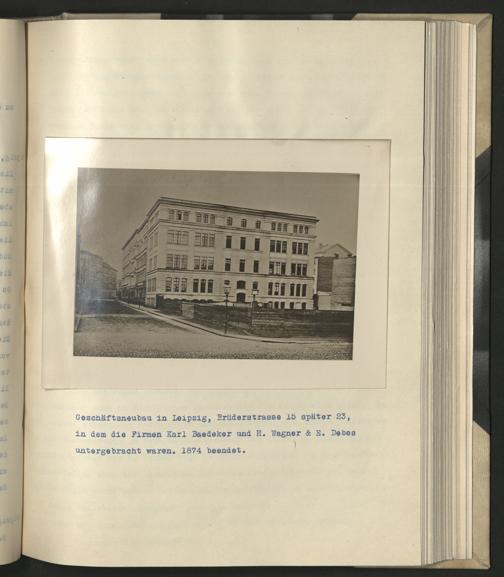 Geschäftsneubau in Leipzig, Brüderstrasse 15 später 23,
in dem die Firmen Karl Baedeker und H. Wagner & E. Debes
untergebracht waren. 1874 beendet.